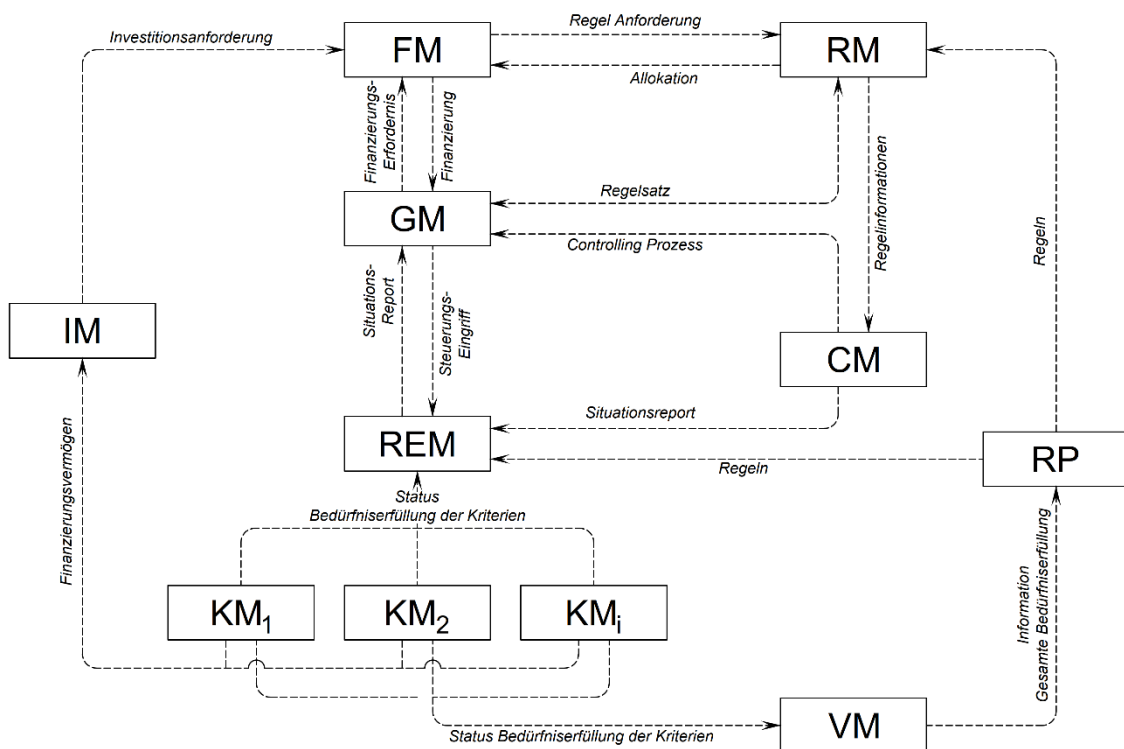 Investitionsanforderung
FM
Regel Anforderung
Allokation
RM
Finanzierungs-
Erfordernis
Finanzierung
Regelsatz
Regelinformationen
Regeln
GM
Controlling Prozess
Situations-
Report
Steuerungs-
Eingriff
IM
CM
Situationsreport
REM
Regeln
RP
Status
Bedürfniserfüllung der Kriterien
Finanzierungsvermögen
KM1
KM2
KMi
Information
Gesamte Bedürfniserfüllung
Status Bedürfniserfüllung der Kriterien
VM